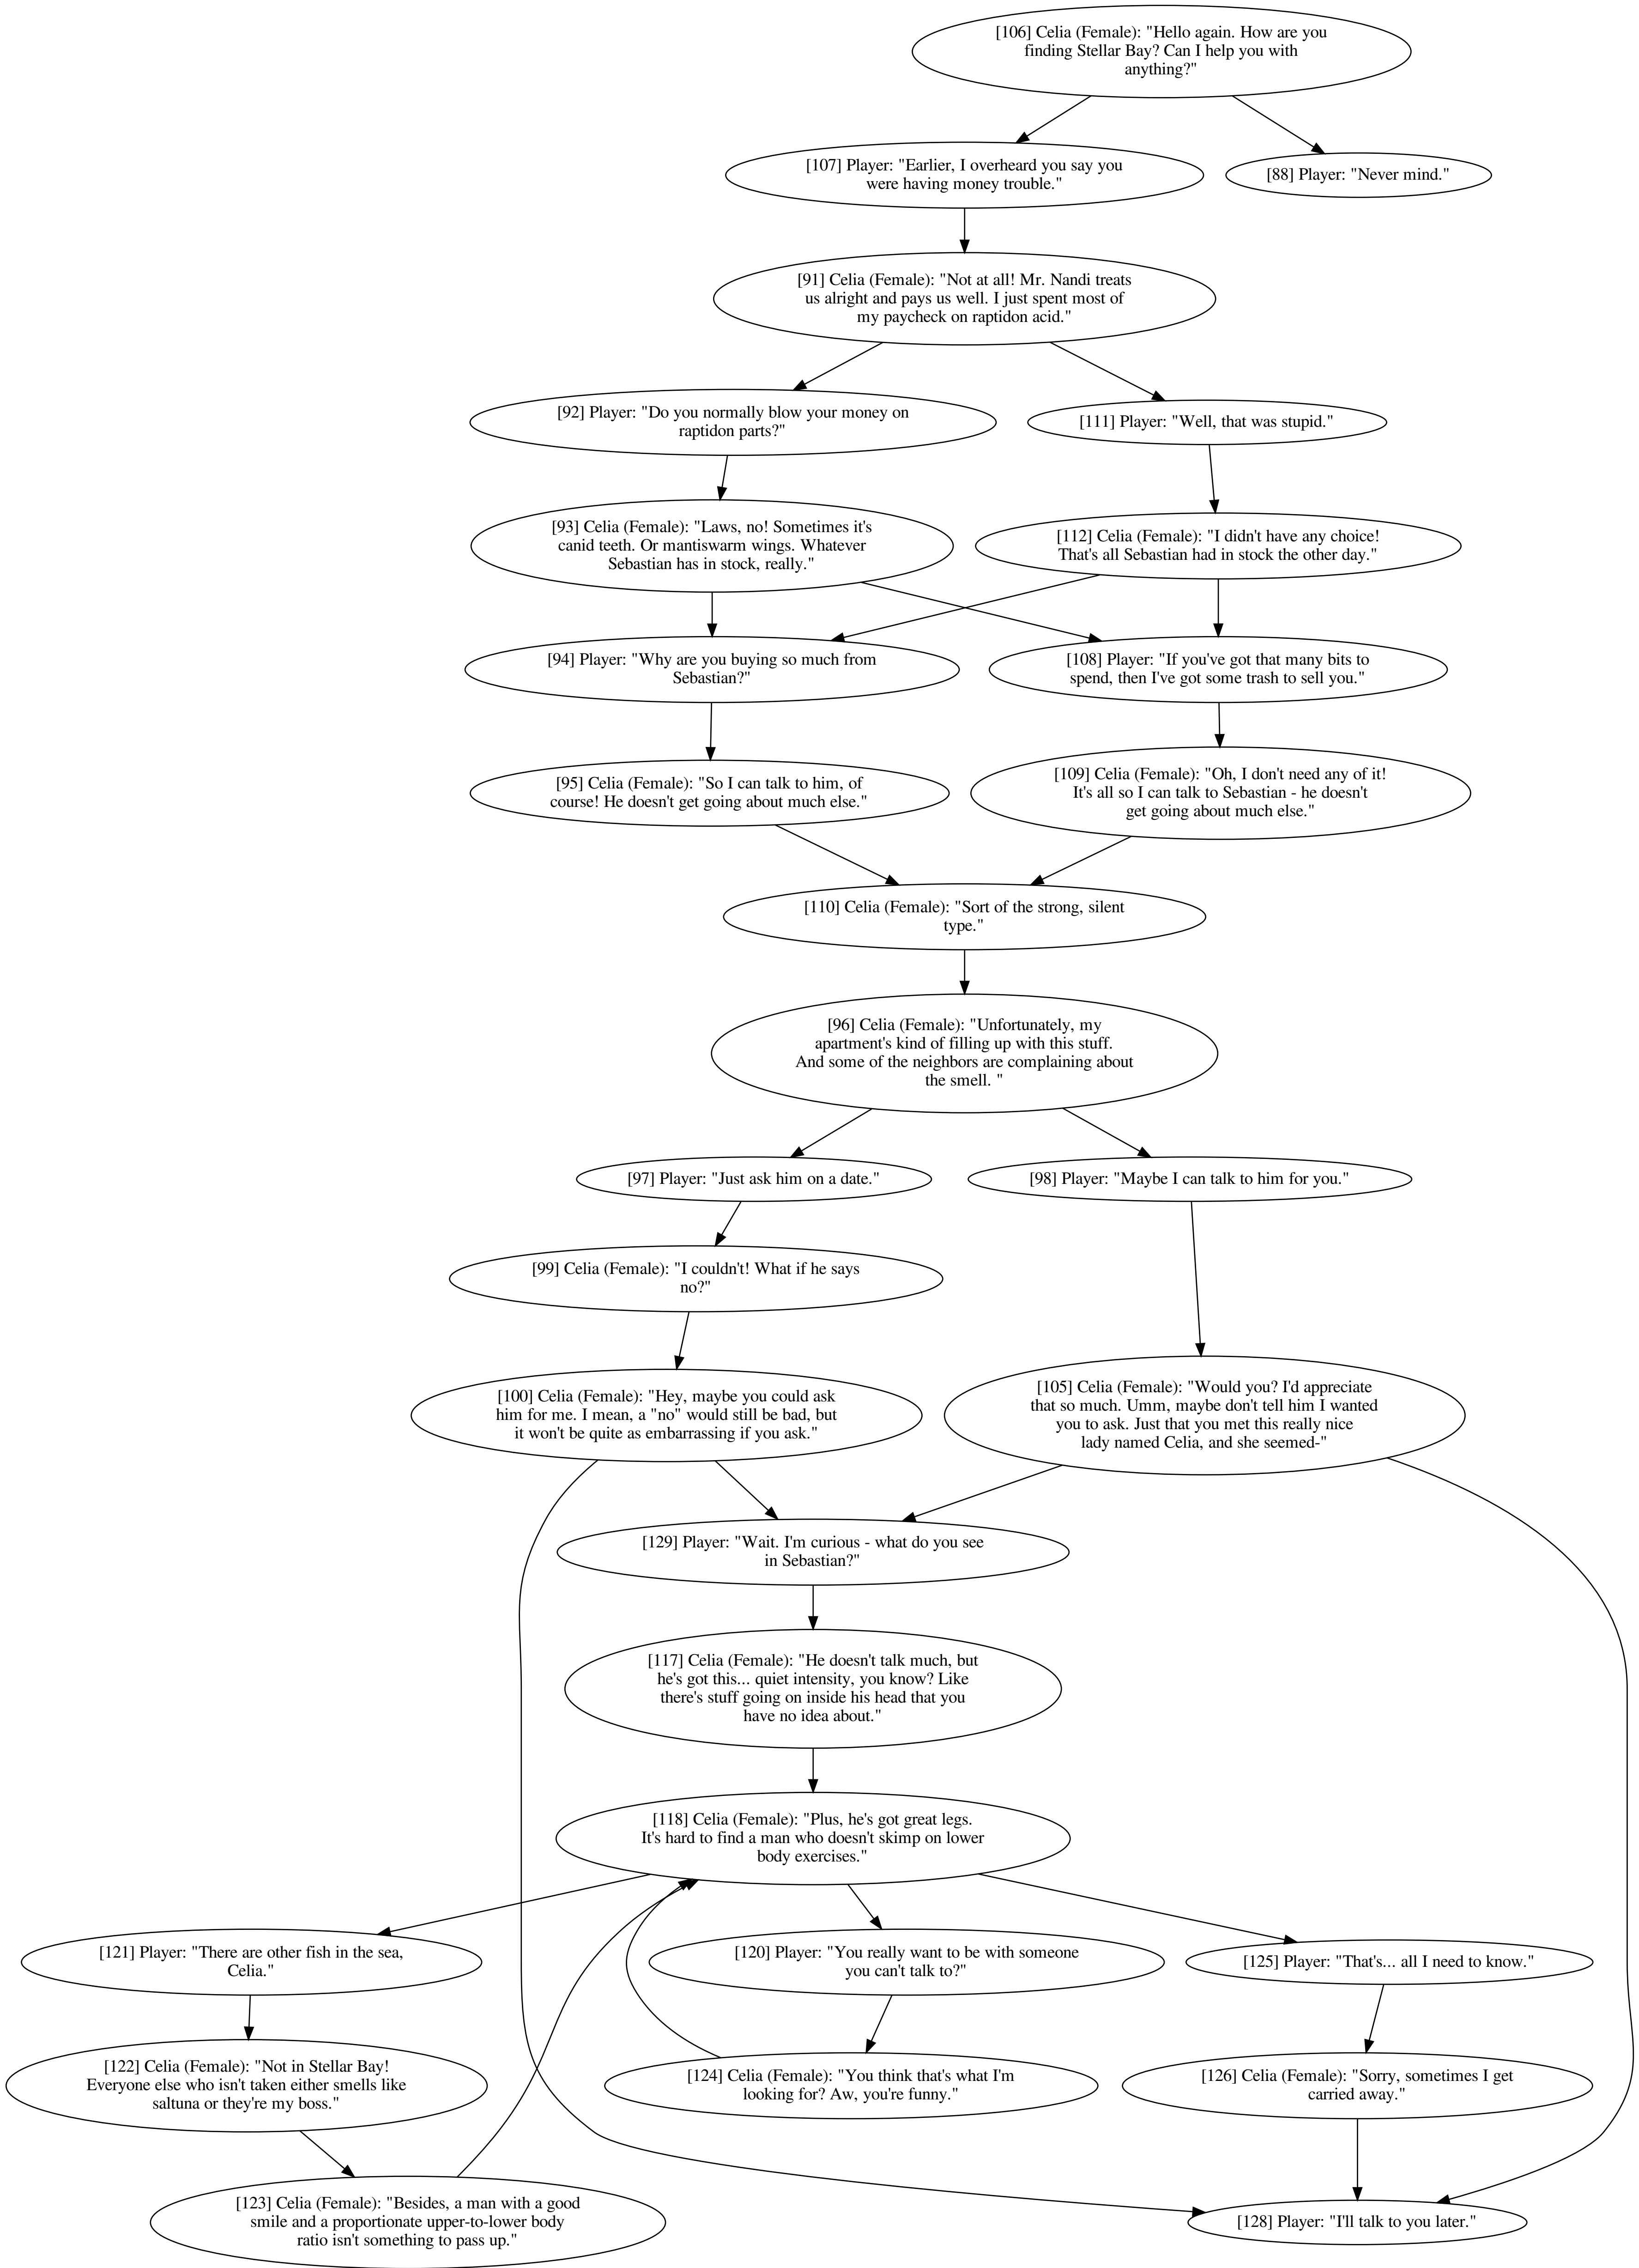 [106] Celia (Female): "Hello again. How are you
finding Stellar Bay? Can I help you with
anything?"
[107] Player: "Earlier, I overheard you say you
were having money trouble."
[88] Player: "Never mind."
[91] Celia (Female): "Not at all! Mr. Nandi treats
us alright and pays us well. I just spent most of
my paycheck on raptidon acid."
[92] Player: "Do you normally blow your money on
raptidon parts?"
[111] Player: "Well, that was stupid."
[93] Celia (Female): "Laws, no! Sometimes it's
canid teeth. Or mantiswarm wings. Whatever
Sebastian has in stock, really."
[112] Celia (Female): "I didn't have any choice!
That's all Sebastian had in stock the other day."
[94] Player: "Why are you buying so much from
Sebastian?"
[108] Player: "If you've got that many bits to
spend, then I've got some trash to sell you."
[95] Celia (Female): "So I can talk to him, of
course! He doesn't get going about much else."
[109] Celia (Female): "Oh, I don't need any of it!
It's all so I can talk to Sebastian - he doesn't
get going about much else."
[110] Celia (Female): "Sort of the strong, silent
type."
[96] Celia (Female): "Unfortunately, my
apartment's kind of filling up with this stuff.
And some of the neighbors are complaining about
the smell. "
[97] Player: "Just ask him on a date."
[98] Player: "Maybe I can talk to him for you."
[99] Celia (Female): "I couldn't! What if he says
no?"
[100] Celia (Female): "Hey, maybe you could ask
him for me. I mean, a "no" would still be bad, but
it won't be quite as embarrassing if you ask."
[105] Celia (Female): "Would you? I'd appreciate
that so much. Umm, maybe don't tell him I wanted
you to ask. Just that you met this really nice
lady named Celia, and she seemed-"
[129] Player: "Wait. I'm curious - what do you see
in Sebastian?"
[117] Celia (Female): "He doesn't talk much, but
he's got this... quiet intensity, you know? Like
there's stuff going on inside his head that you
have no idea about."
[118] Celia (Female): "Plus, he's got great legs.
It's hard to find a man who doesn't skimp on lower
body exercises."
[121] Player: "There are other fish in the sea,
Celia."
[120] Player: "You really want to be with someone
you can't talk to?"
[125] Player: "That's... all I need to know."
[122] Celia (Female): "Not in Stellar Bay!
Everyone else who isn't taken either smells like
saltuna or they're my boss."
[124] Celia (Female): "You think that's what I'm
looking for? Aw, you're funny."
[126] Celia (Female): "Sorry, sometimes I get
carried away."
[123] Celia (Female): "Besides, a man with a good
smile and a proportionate upper-to-lower body
ratio isn't something to pass up."
[128] Player: "I'll talk to you later."